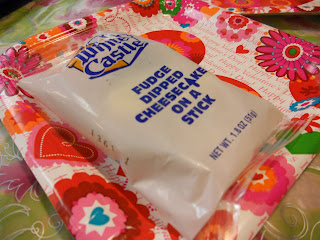 White
Castle
FUDGE
DIPPED
CHEESECAKE
ON A
STICK
NET WT. 1.8 OZ (51g)